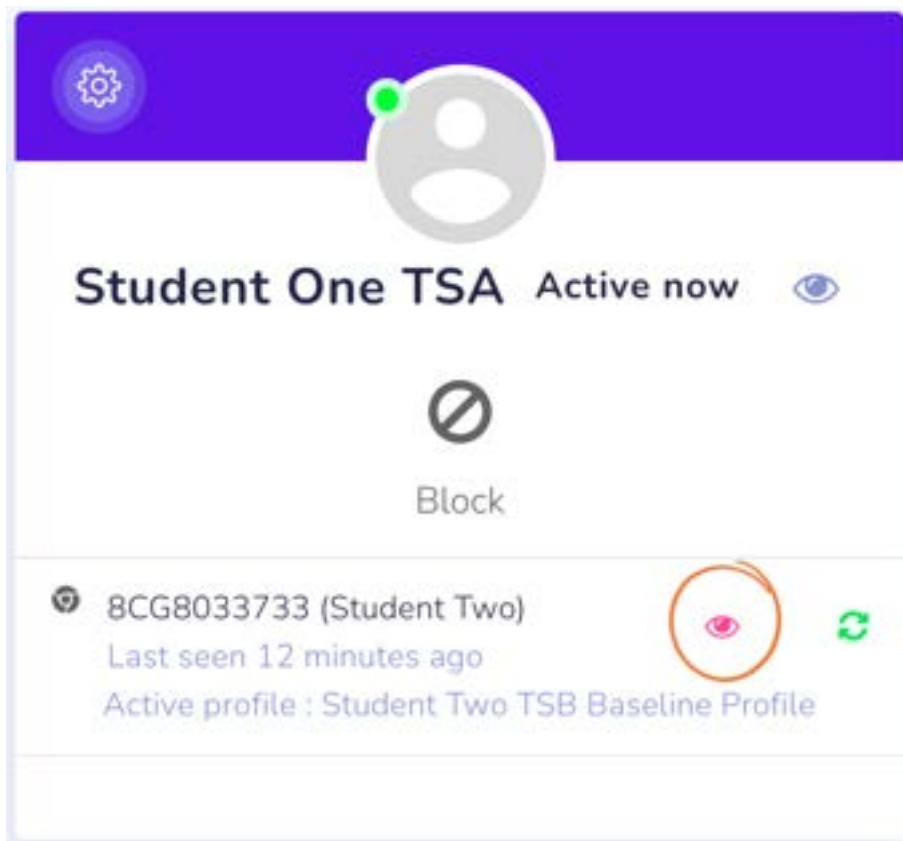 Student One TSA Active now
Block
8CG8033733 (Student Two)
Last seen 12 minutes ago
Active profile : Student Two TSB Baseline Profile